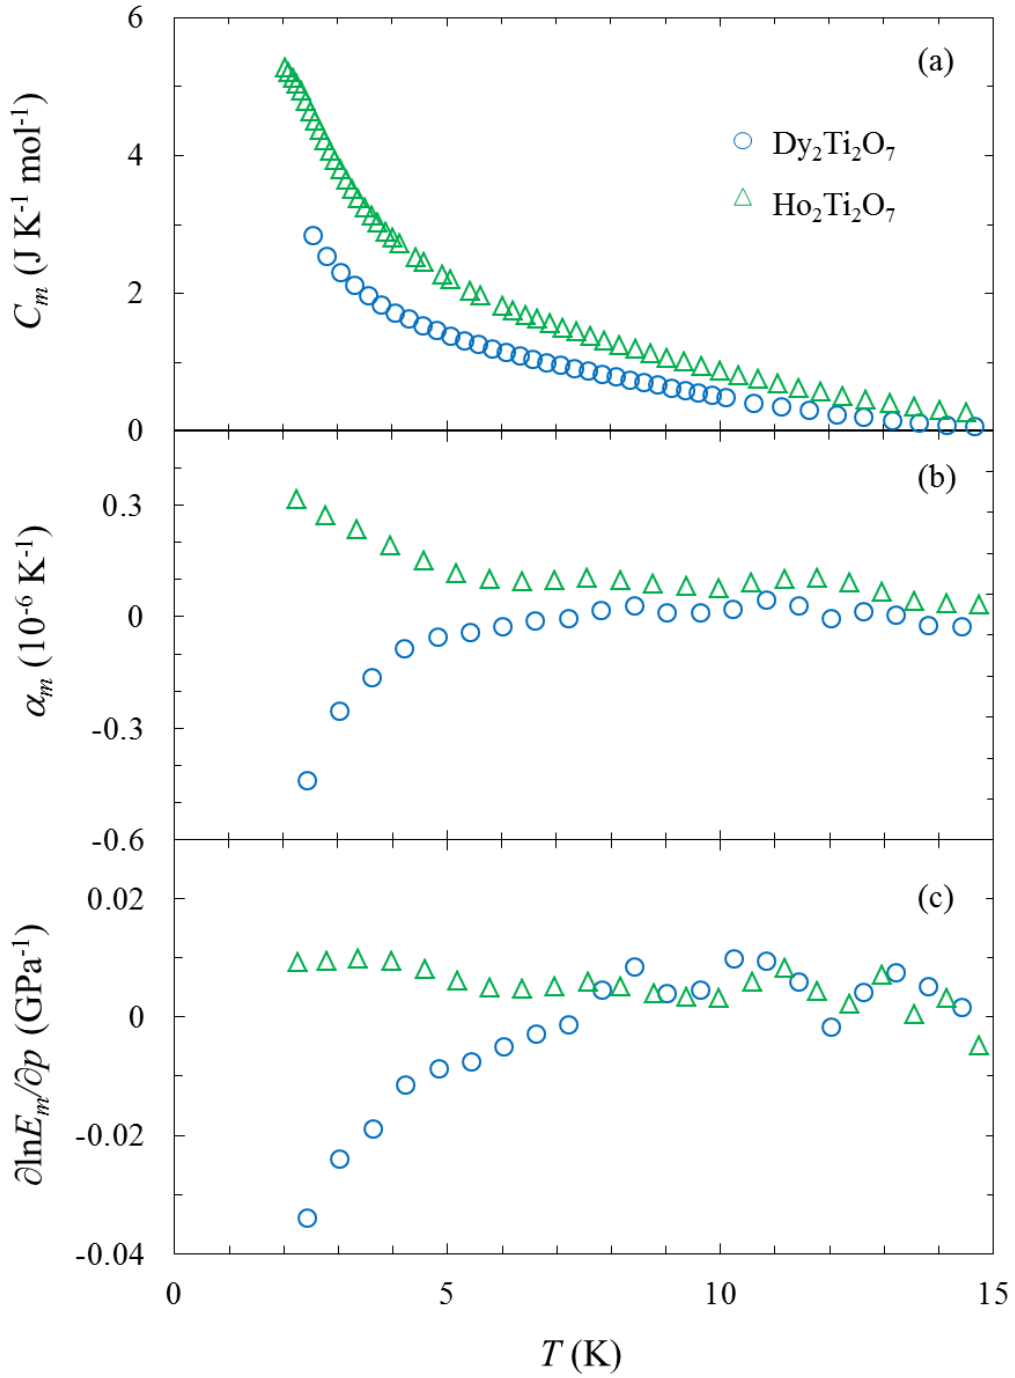 6
(a)
Cₘ (J K⁻¹ mol⁻¹)
4
Dy₂Ti₂O₇
Ho₂Ti₂O₇
2
0
(b)
αₘ (10⁻⁶ K⁻¹)
0.3
0
-0.3
-0.6
(c)
∂lnEₘ/∂p (GPa⁻¹)
0.02
0
-0.02
-0.04
0 5 10 15
T (K)